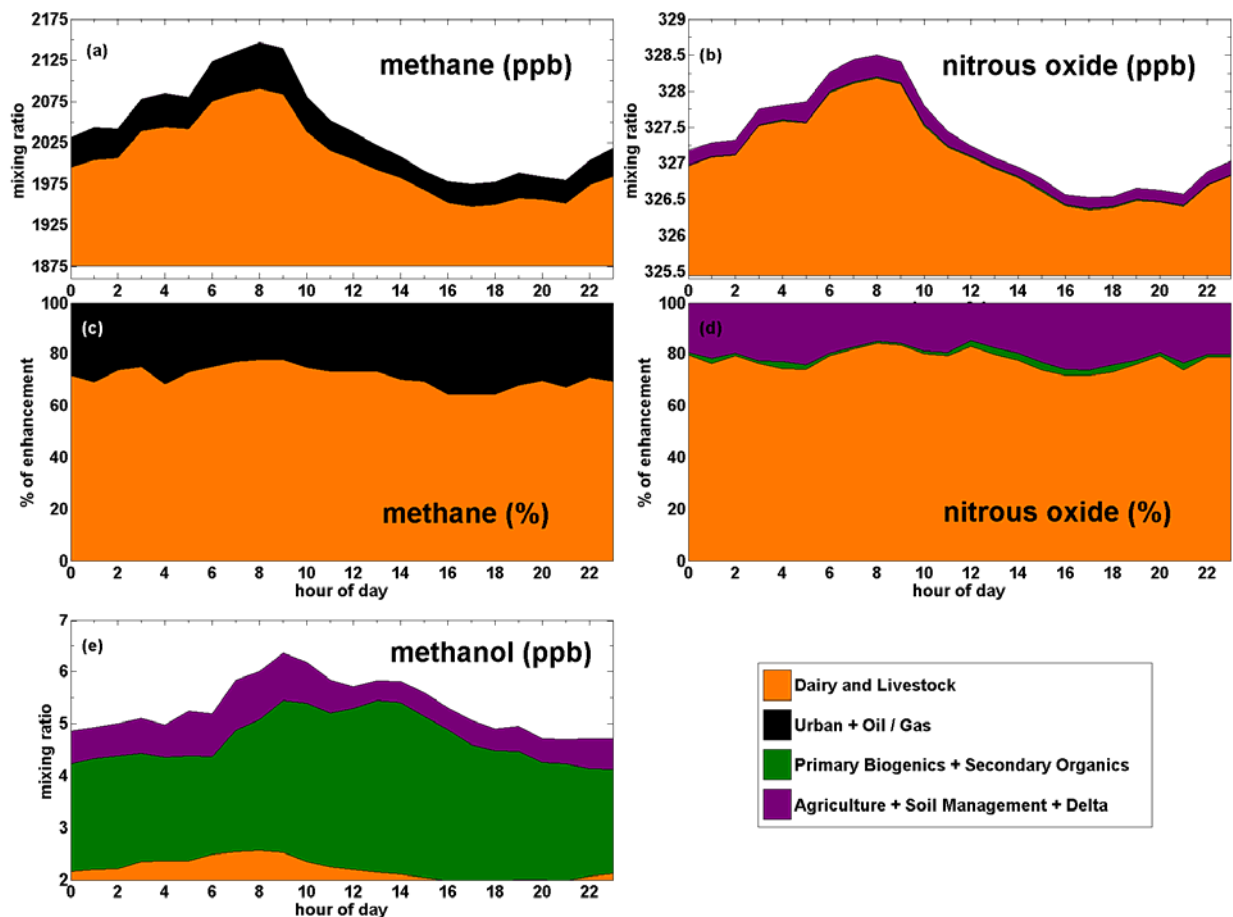 (a)
methane (ppb)
mixing ratio
2175
2125
2075
2025
1975
1925
1875
0 2 4 6 8 10 12 14 16 18 20 22
(b)
nitrous oxide (ppb)
mixing ratio
329
328.5
328
327.5
327
326.5
326
325.5
0 2 4 6 8 10 12 14 16 18 20 22
(c)
methane (%)
% of enhancement
100
80
60
40
20
0
0 2 4 6 8 10 12 14 16 18 20 22
hour of day
(d)
nitrous oxide (%)
% of enhancement
100
80
60
40
20
0
0 2 4 6 8 10 12 14 16 18 20 22
hour of day
(e)
methanol (ppb)
mixing ratio
7
6
5
4
3
2
0 2 4 6 8 10 12 14 16 18 20 22
hour of day
Dairy and Livestock
Urban + Oil / Gas
Primary Biogenics + Secondary Organics
Agriculture + Soil Management + Delta